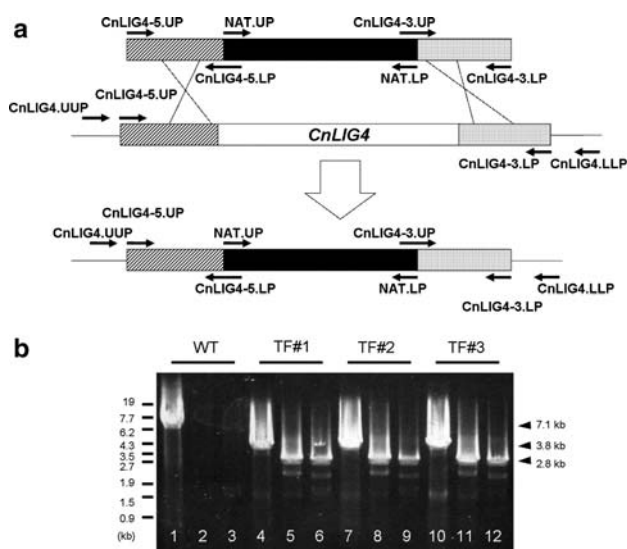 a
CnLIG4-5.UP NAT.UP CnLIG4-3.UP
CnLIG4-5.LP NAT.LP CnLIG4-3.LP
CnLIG4-5.UP
CnLIG4.UUP
CnLIG4
CnLIG4-3.LP CnLIG4.LLP
CnLIG4-5.UP
CnLIG4.UUP NAT.UP CnLIG4-3.UP
CnLIG4-5.LP NAT.LP CnLIG4.LLP
CnLIG4-3.LP
b
WT TF#1 TF#2 TF#3
19
7.7
6.2
4.3
3.5
2.7
1.9
1.5
0.9
(kb)
7.1 kb
3.8 kb
2.8 kb
1 2 3 4 5 6 7 8 9 10 11 12